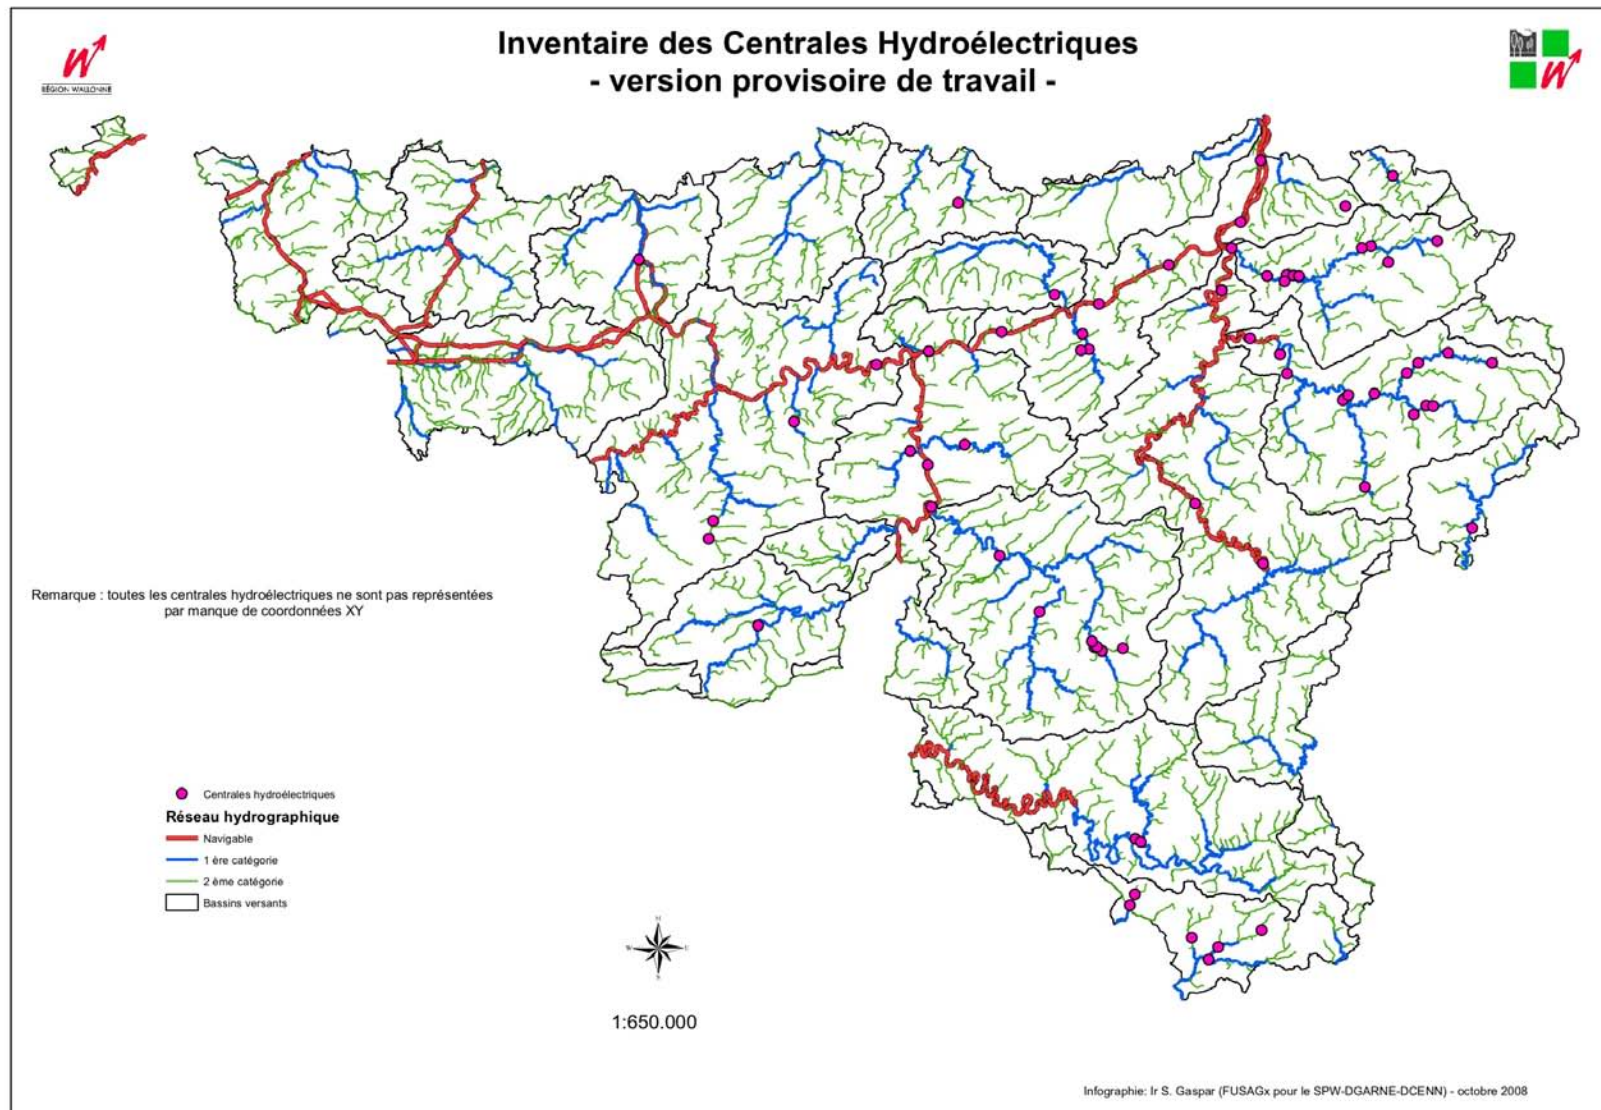 Inventaire des Centrales Hydroélectriques
- version provisoire de travail -
RÉGION WALLONNE
Remarque : toutes les centrales hydroélectriques ne sont pas représentées
par manque de coordonnées XY
Centrales hydroélectriques
Réseau hydrographique
Navigable
1 ère catégorie
2 ème catégorie
Bassins versants
N
W
E
S
1:650.000
Infographie: Ir S. Gaspar (FUSAGx pour le SPW-DGARNE-DCENN) - octobre 2008